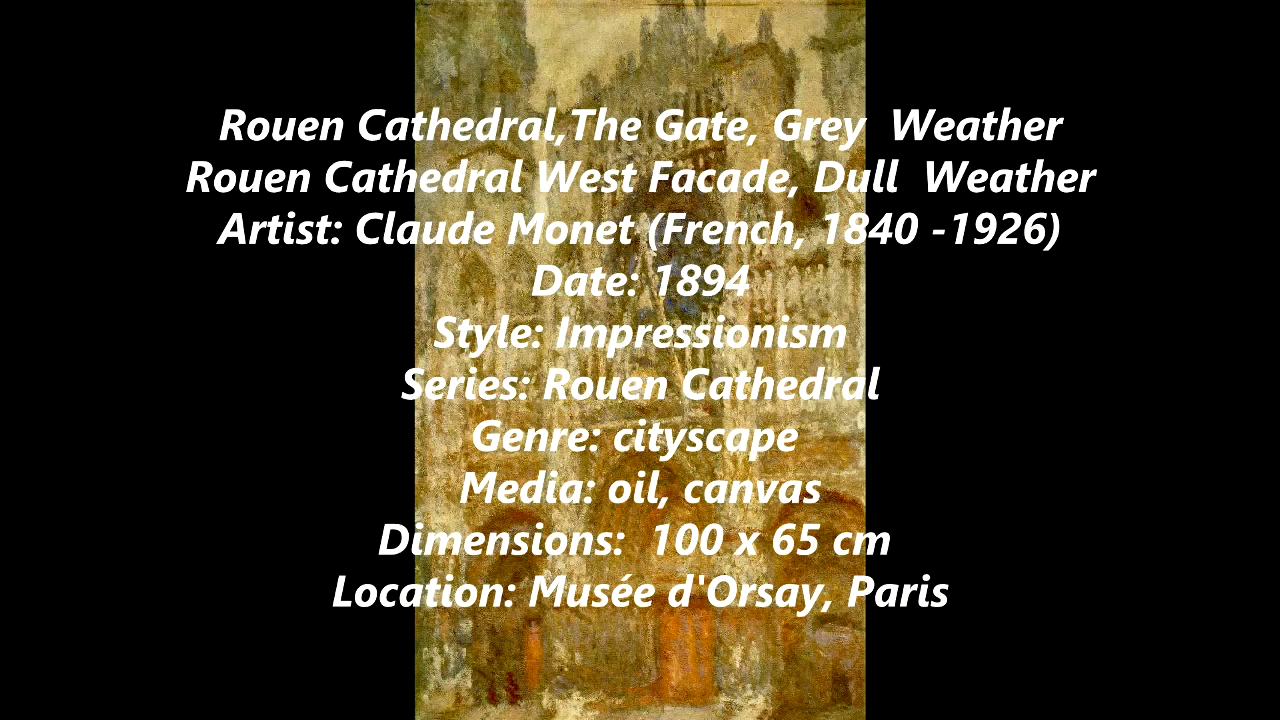 Rouen Cathedral,The Gate, Grey  Weather
Rouen Cathedral West Facade, Dull  Weather
Artist: Claude Monet (French, 1840 -1926)
Date: 1894
Style: Impressionism
Series: Rouen Cathedral
Genre: cityscape
Media: oil, canvas
Dimensions:  100 x 65 cm
Location: Musée d'Orsay, Paris